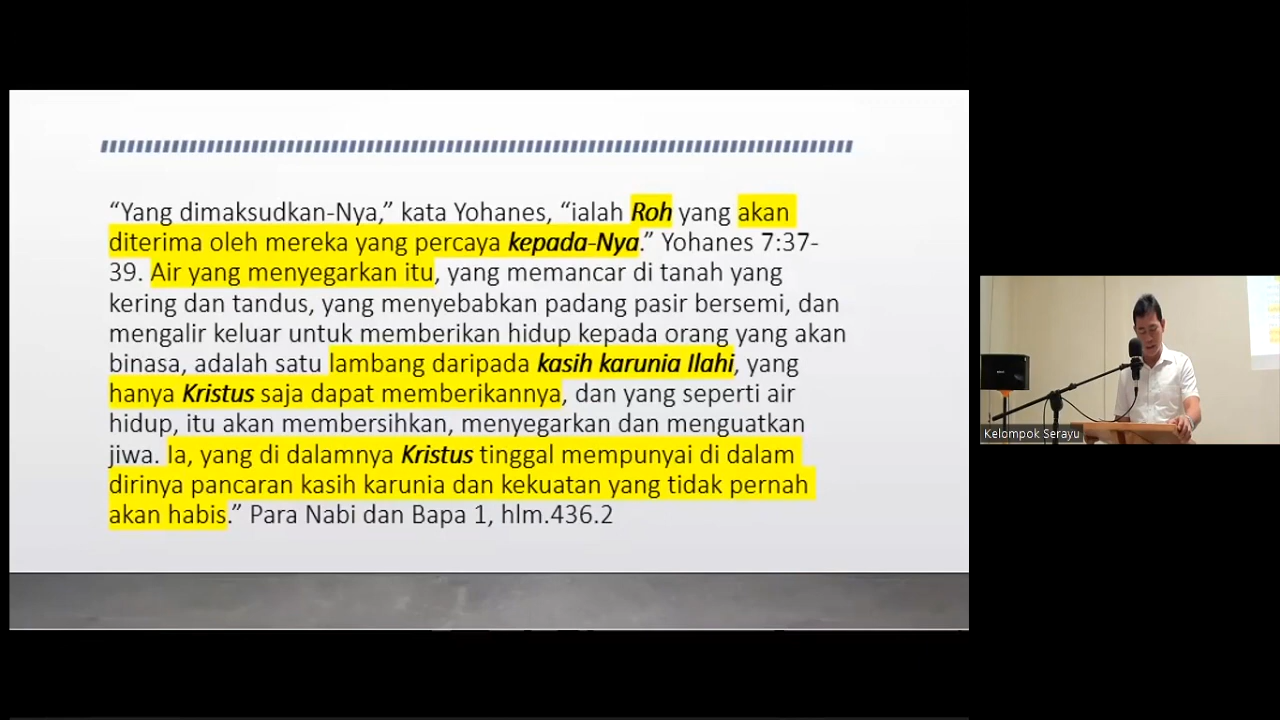 “Yang dimaksudkan-Nya,” kata Yohanes, “ialah Roh yang akan
diterima oleh mereka yang percaya kepada-Nya.” Yohanes 7:37-
39. Air yang menyegarkan itu, yang memancar di tanah yang
kering dan tandus, yang menyebabkan padang pasir bersemi, dan
mengalir keluar untuk memberikan hidup kepada orang yang akan
binasa, adalah satu lambang daripada kasih karunia Ilahi, yang
hanya Kristus saja dapat memberikannya, dan yang seperti air
hidup, itu akan membersihkan, menyegarkan dan menguatkan
jiwa. Ia, yang di dalamnya Kristus tinggal mempunyai di dalam
dirinya pancaran kasih karunia dan kekuatan yang tidak pernah
akan habis.” Para Nabi dan Bapa 1, hlm.436.2
Kelompok Serayu